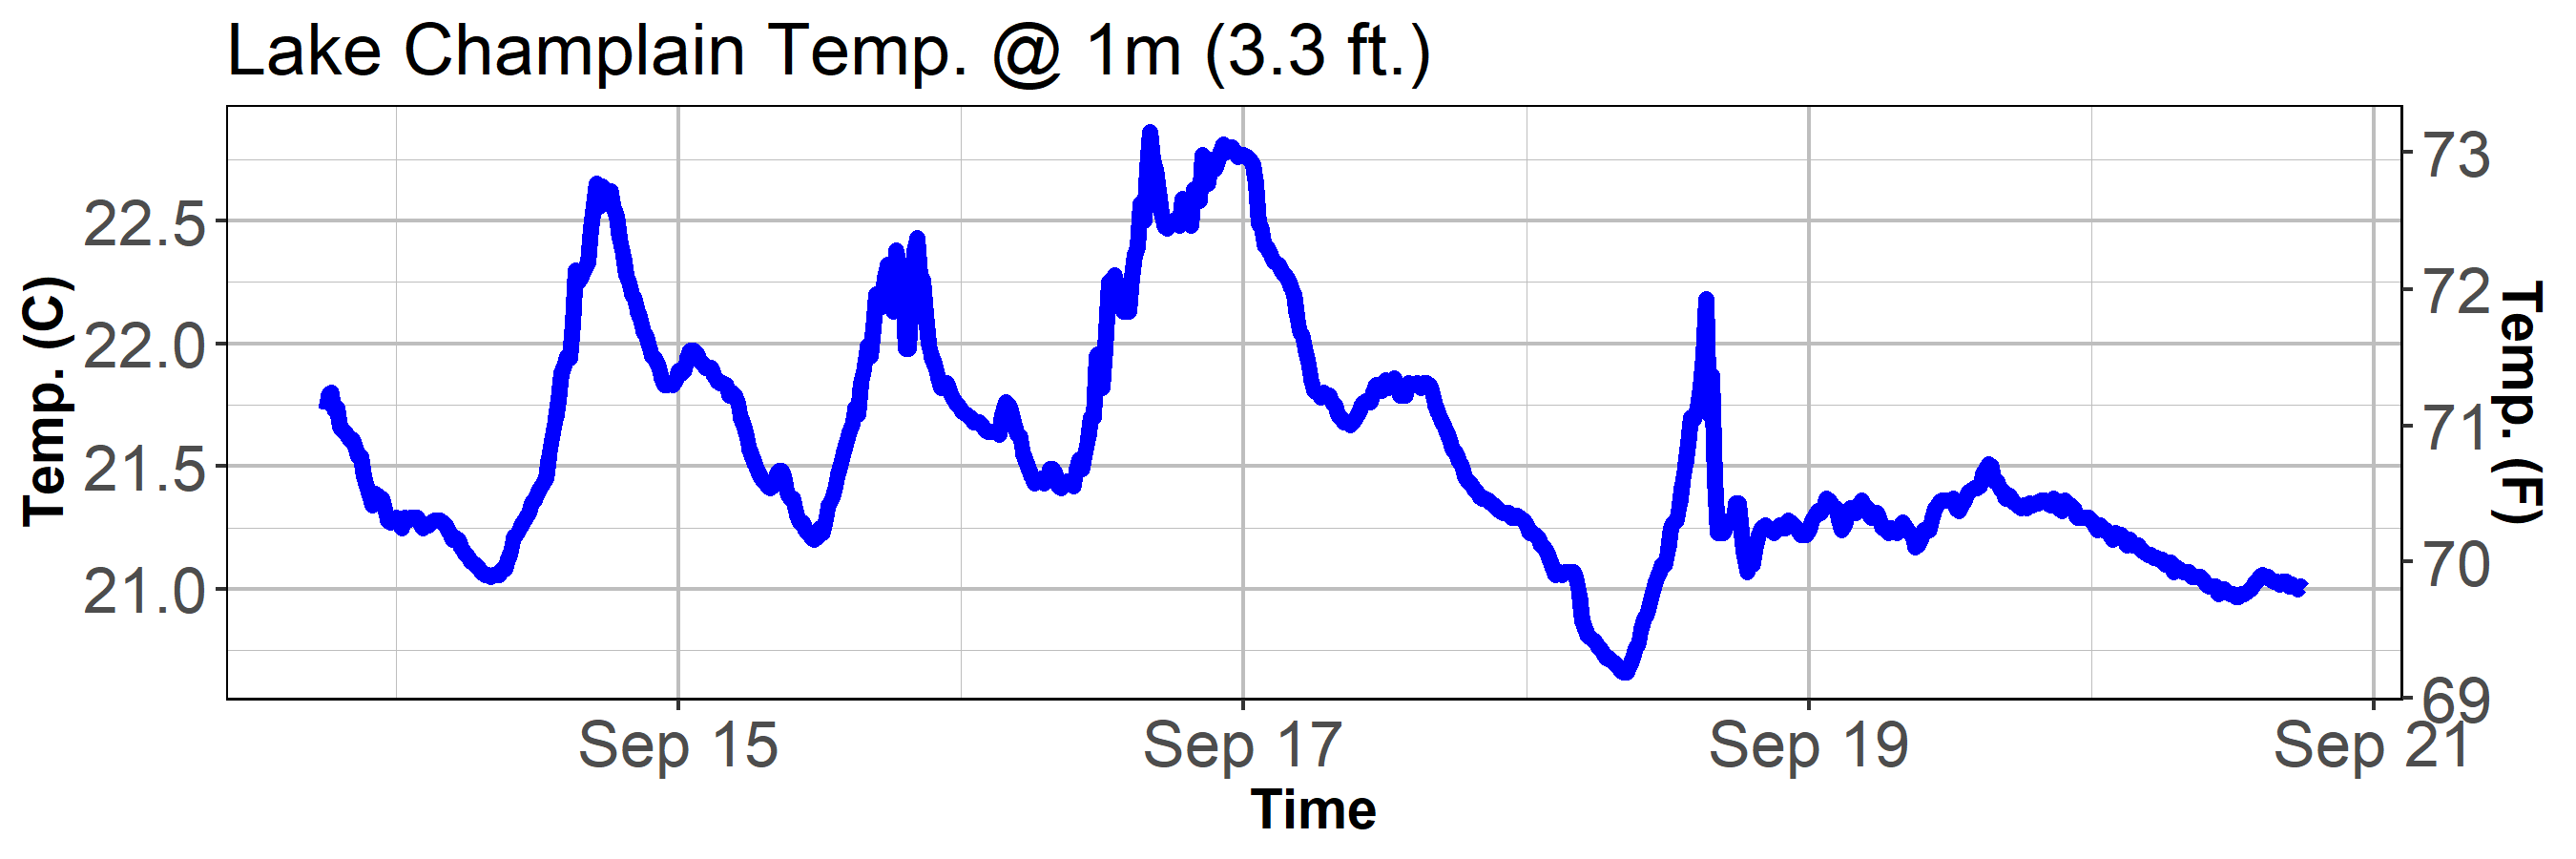 Lake Champlain Temp. @ 1m (3.3 ft.)
Temp. (C)
22.5
22.0
21.5
21.0
73
72
71
70
69
Temp. (F)
Sep 15
Sep 17
Sep 19
Sep 21
Time